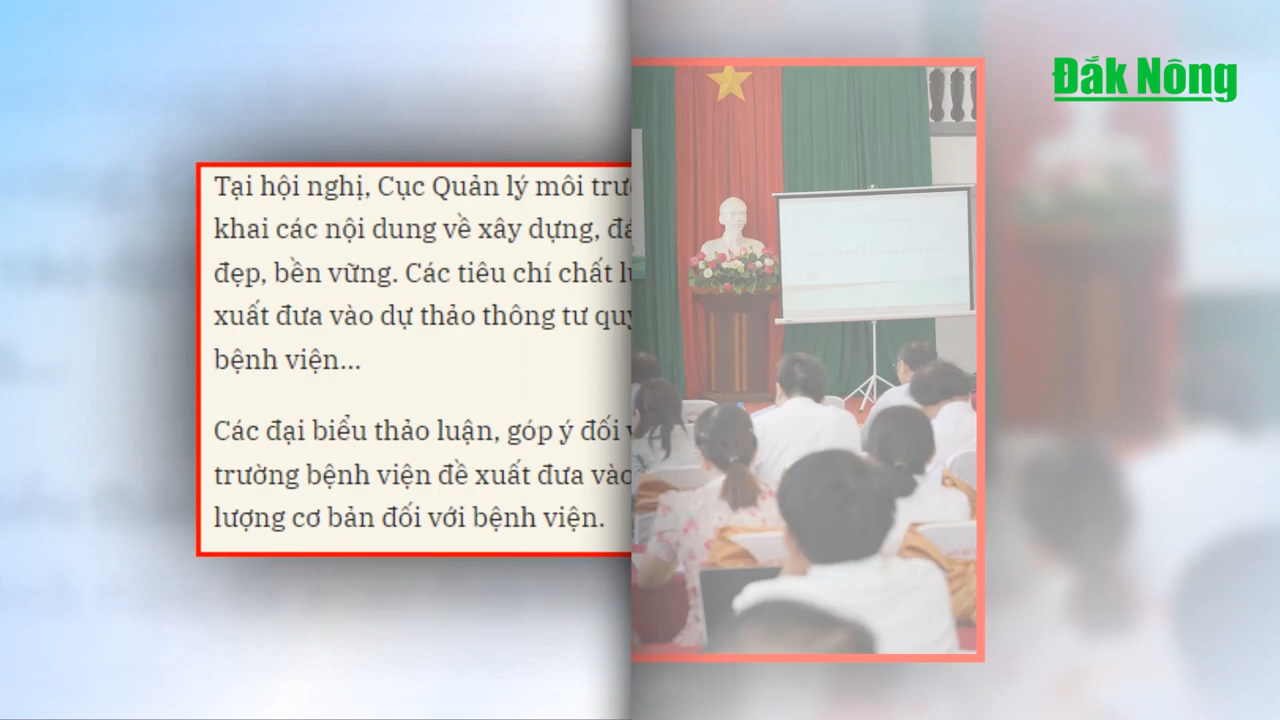 Đắk Nông
Tại hội nghị, Cục Quản lý môi
khai các nội dung về xây dựng,
đẹp, bền vững. Các tiêu chí chất
xuất đưa vào dự thảo thông tư
bệnh viện...
Các đại biểu thảo luận, góp ý đối
trường bệnh viện đề xuất đưa vào
lượng cơ bản đối với bệnh viện.